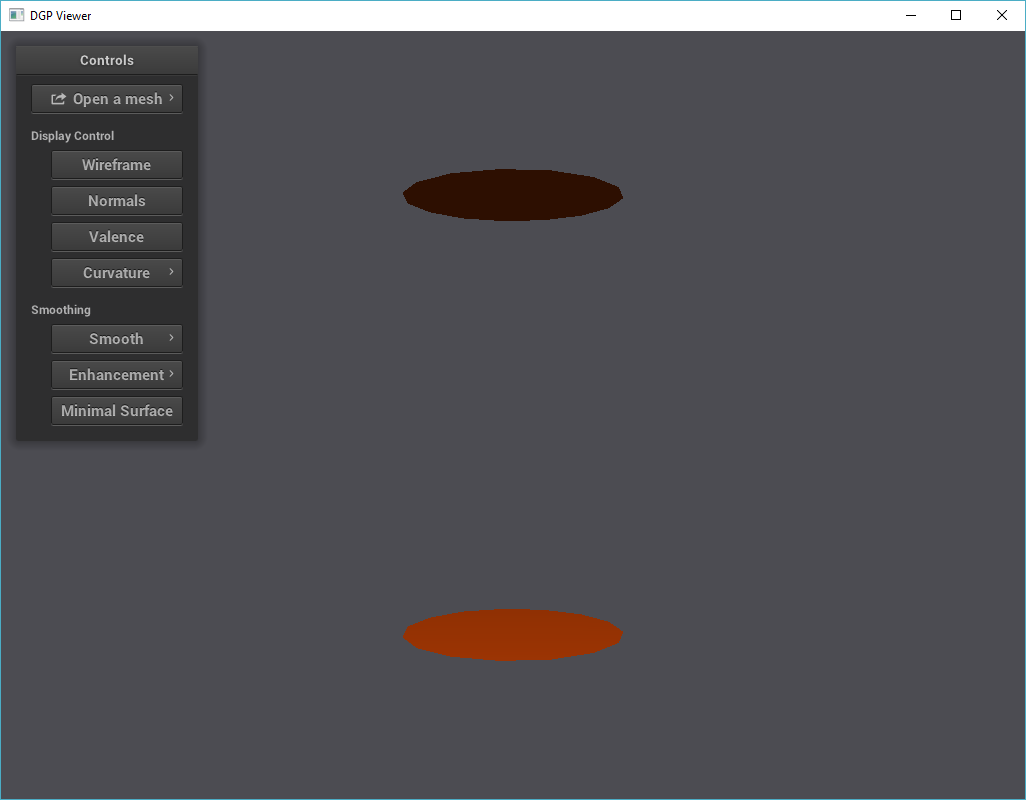 DGP Viewer
Controls
Open a mesh
Display Control
Wireframe
Normals
Valence
Curvature
Smoothing
Smooth
Enhancement
Minimal Surface